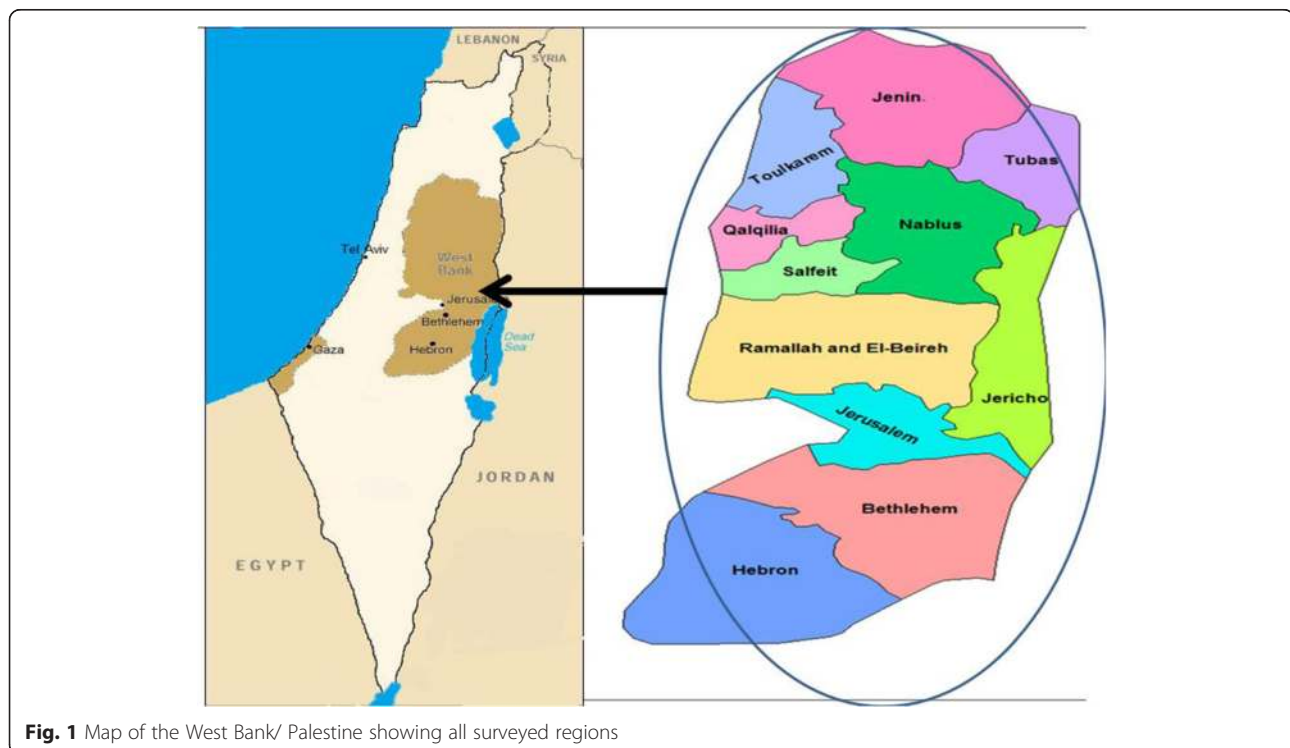 LEBANON
SYRIA
Tel Aviv
West
Bank
Jerusale
Bethlehem
Dead
Sea
Gaza
Hebron
JORDAN
EGYPT
Jenin.
Tubas
Toulkarem
Nablus
Qalqilia
Salfeit
Ramallah and El-Beireh
Jericho
Jerusalem
Bethlehem
Hebron
Fig. 1 Map of the West Bank/ Palestine showing all surveyed regions